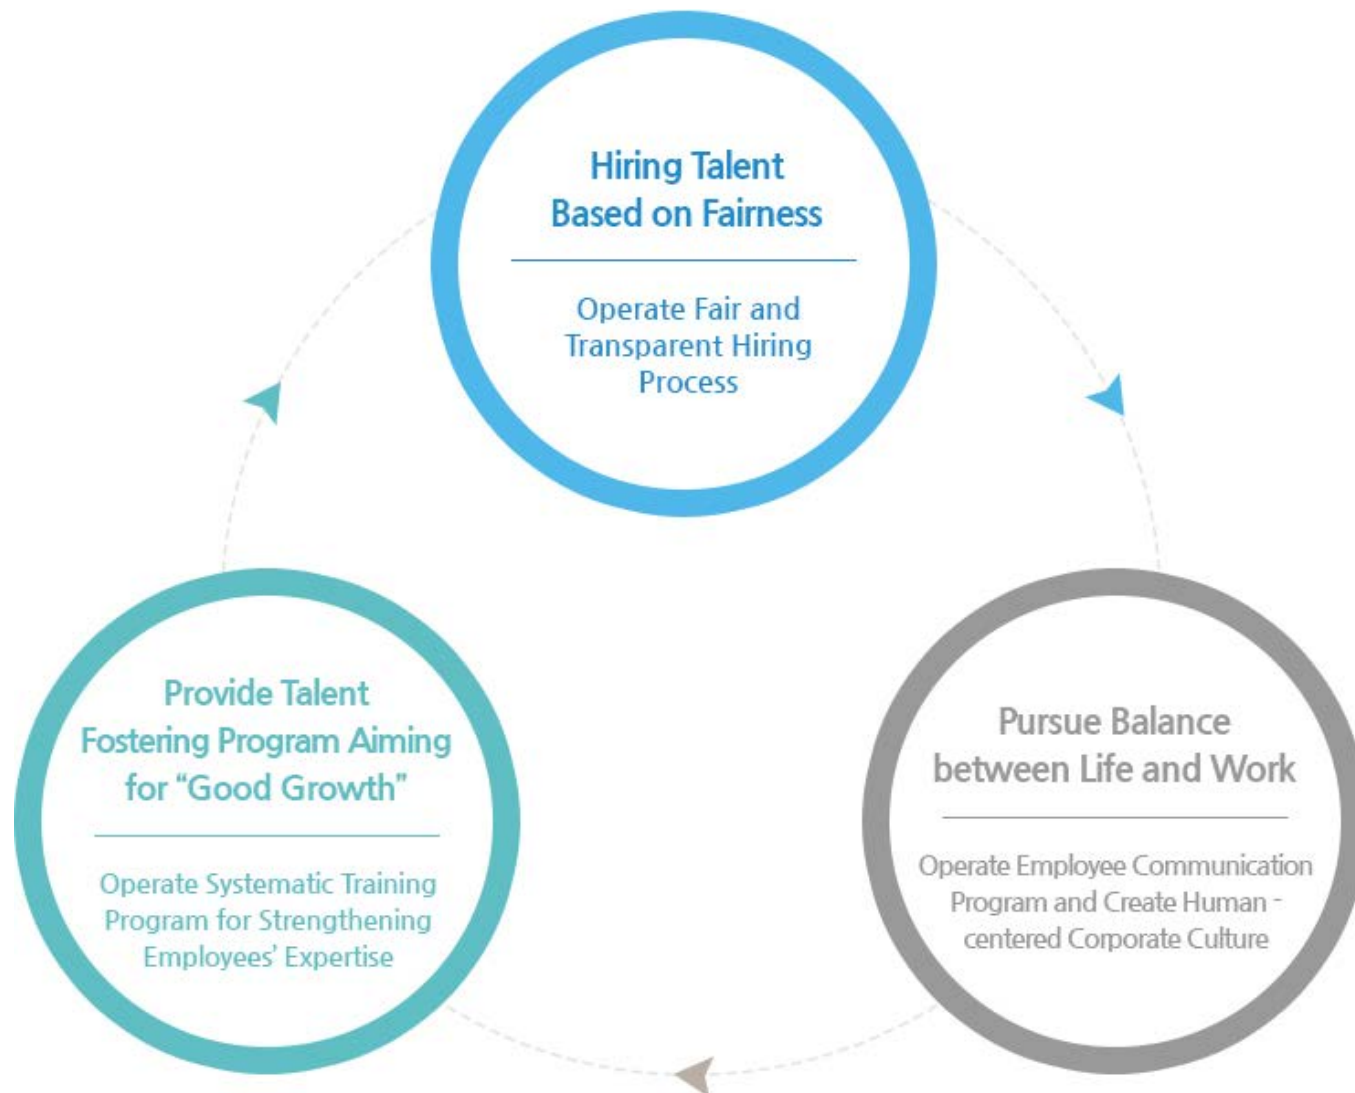 Hiring Talent
Based on Fairness
Operate Fair and
Transparent Hiring
Process
Provide Talent
Fostering Program Aiming
for “Good Growth”
Operate Systematic Training
Program for Strengthening
Employees’ Expertise
Pursue Balance
between Life and Work
Operate Employee Communication
Program and Create Human -
centered Corporate Culture